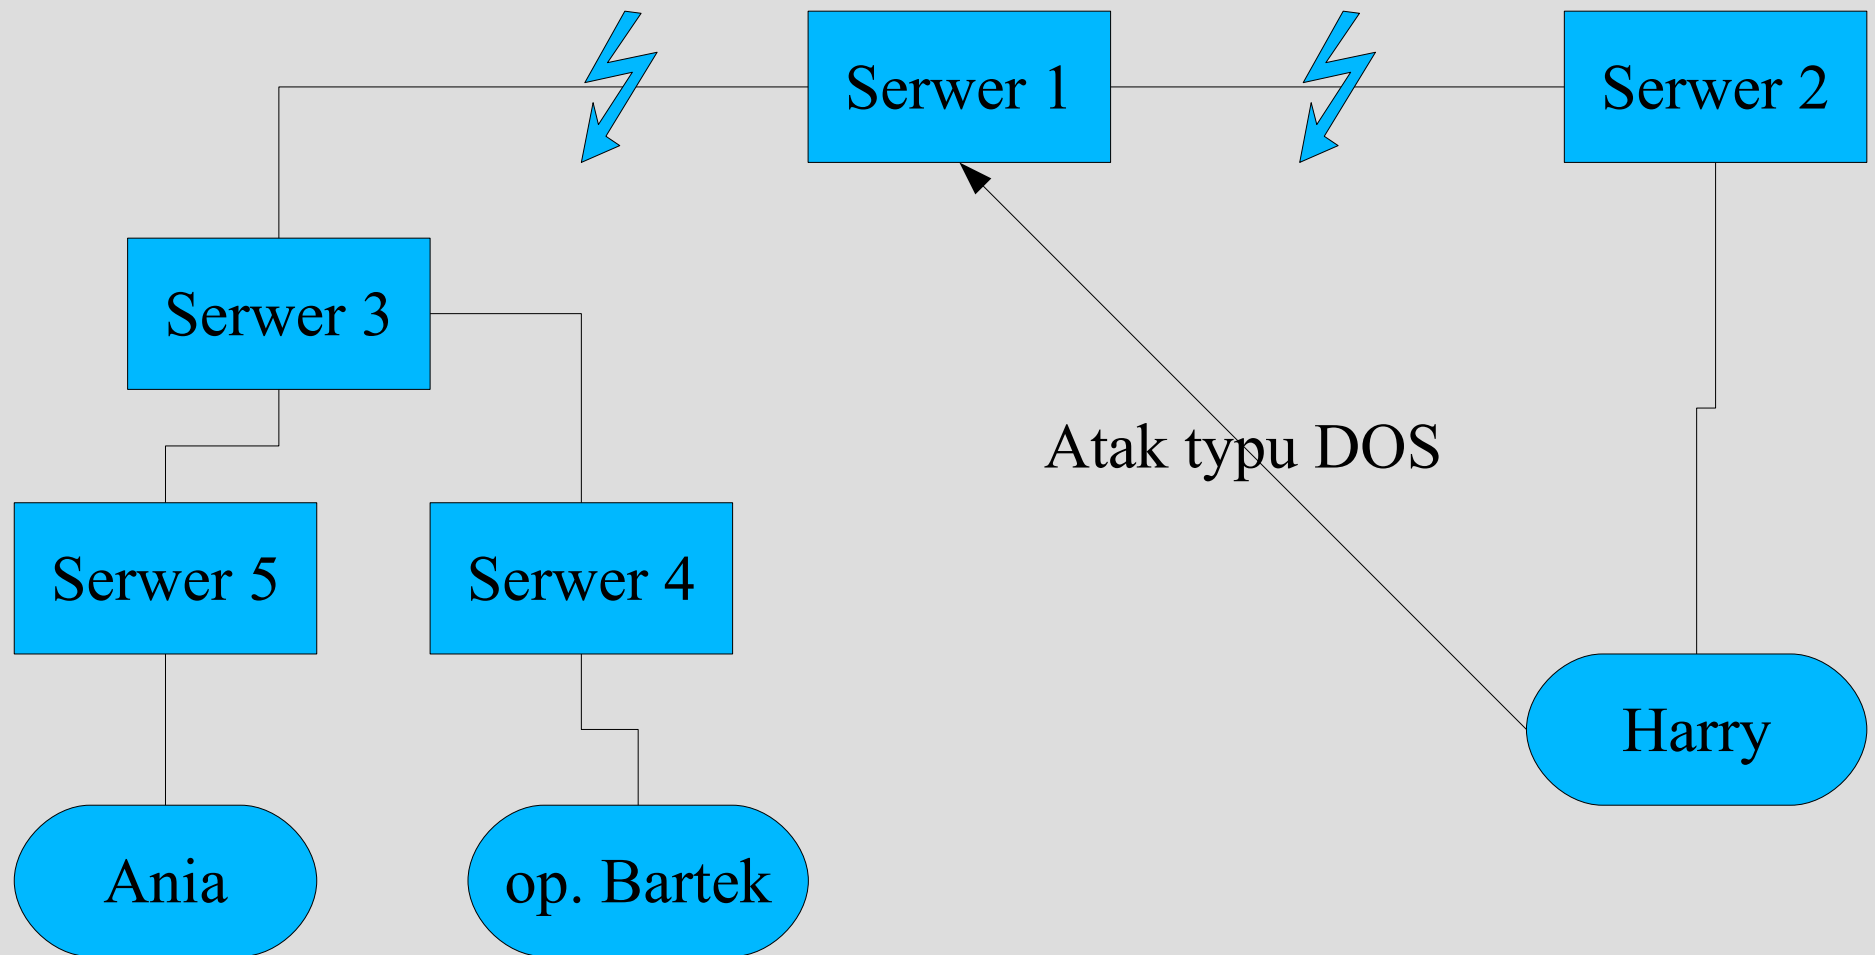 Serwer 1
Serwer 2
Serwer 3
Atak typu DOS
Serwer 5
Serwer 4
Harry
Ania
op. Bartek